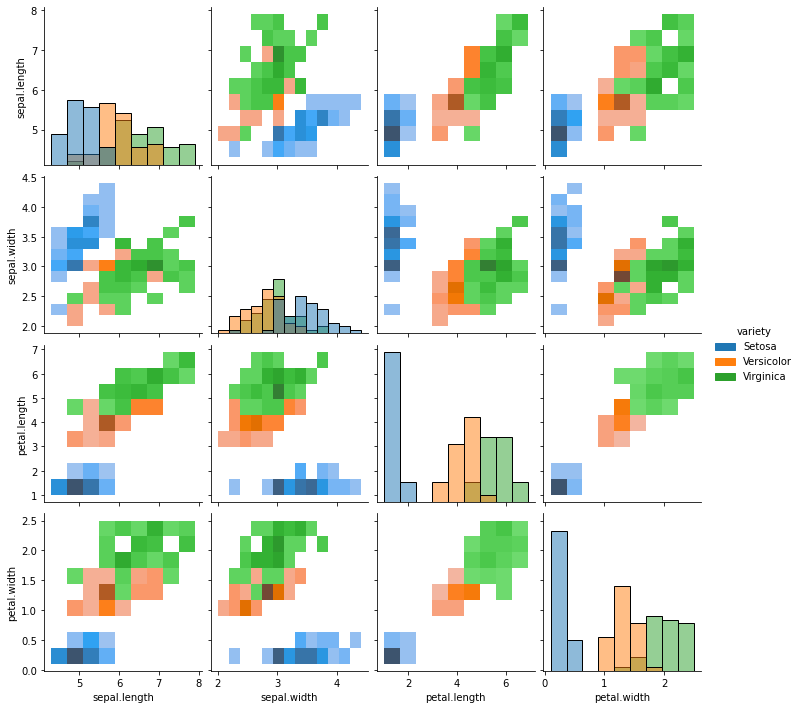 8
7
6
5
sepal.length
4.5
4.0
3.5
3.0
2.5
2.0
sepal.width
variety
Setosa
Versicolor
Virginica
7
6
5
4
3
2
1
petal.length
2.5
2.0
1.5
1.0
0.5
0.0
petal.width
5 6 7 8
2 3 4
2 4 6
0 1 2
sepal.length sepal.width petal.length petal.width